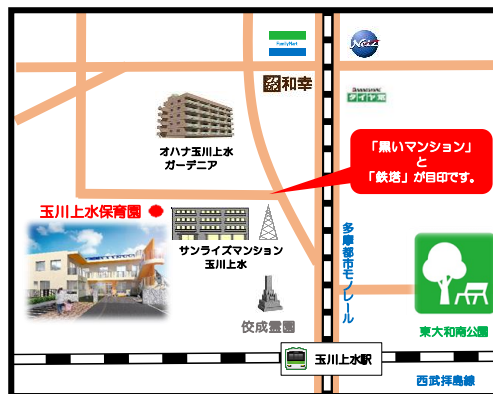 FamilyMart
Netz
和幸
ダイヤ
オハナ玉川上水
ガーデニア
「黒いマンション」
と
「鉄塔」が目印です。
玉川上水保育園
サンライズマンション
玉川上水
多摩都市モノレール
佼成霊園
東大和南公園
玉川上水駅
西武拝島線